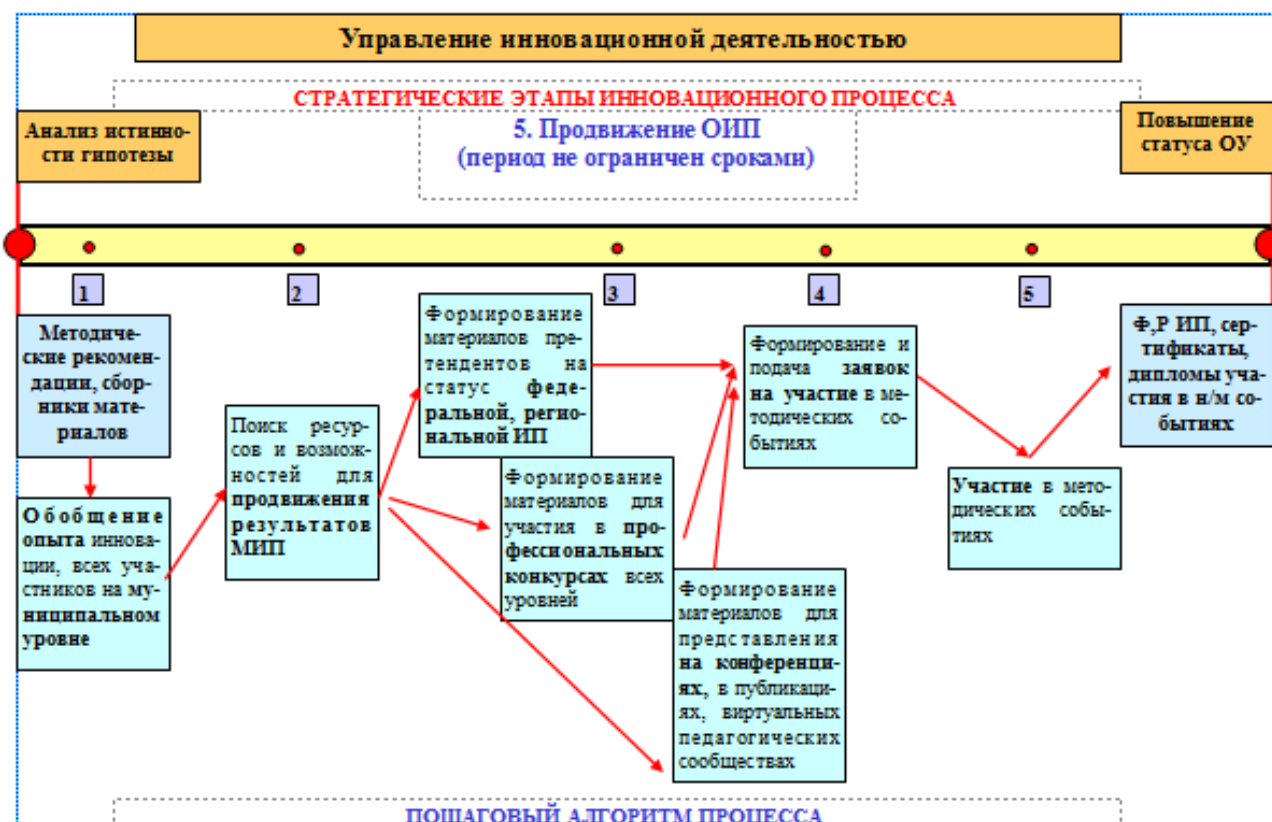 Управление инновационной деятельностью
СТРАТЕГИЧЕСКИЕ ЭТАПЫ ИННОВАЦИОННОГО ПРОЦЕССА
Анализ истинно-
сти гипотезы
5. Продвижение ОИП
(период не ограничен сроками)
Повышение
статуса ОУ
1
2
3
4
5
Методиче-
ские рекомен-
дации, сбор-
ники мате-
риалов
Обобщение
опыта иннова-
ции, всех уча-
стников на му-
ниципальном
уровне
Поиск ресур-
сов и возмож-
ностей для
продвижения
результатов
МИП
Формирование
материалов пре-
тендентов на
статус феде-
ральной, регио-
нальной ИП
Формирование
материалов для
участия в про-
фессиональных
конкурсах всех
уровней
Формирование
материалов для
представления
на конференци-
ях, в публикаци-
ях, виртуальных
педагогических
сообществах
Формирование и
подача заявок
на участие в ме-
тодических со-
бытиях
Участие в мето-
дических собы-
тиях
Ф,Р ИП, сер-
тификаты,
дипломы уча-
стия в н/м со-
бытиях
ПОШАГОВЫЙ АЛГОРИТМ ПРОЦЕССА